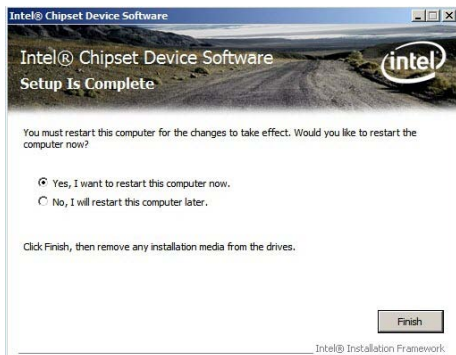 Intel® Chipset Device Software
Intel® Chipset Device Software
Setup Is Complete
intel
You must restart this computer for the changes to take effect. Would you like to restart the
computer now?
Yes, I want to restart this computer now.
No, I will restart this computer later.
Click Finish, then remove any installation media from the drives.
Finish
Intel® Installation Framework